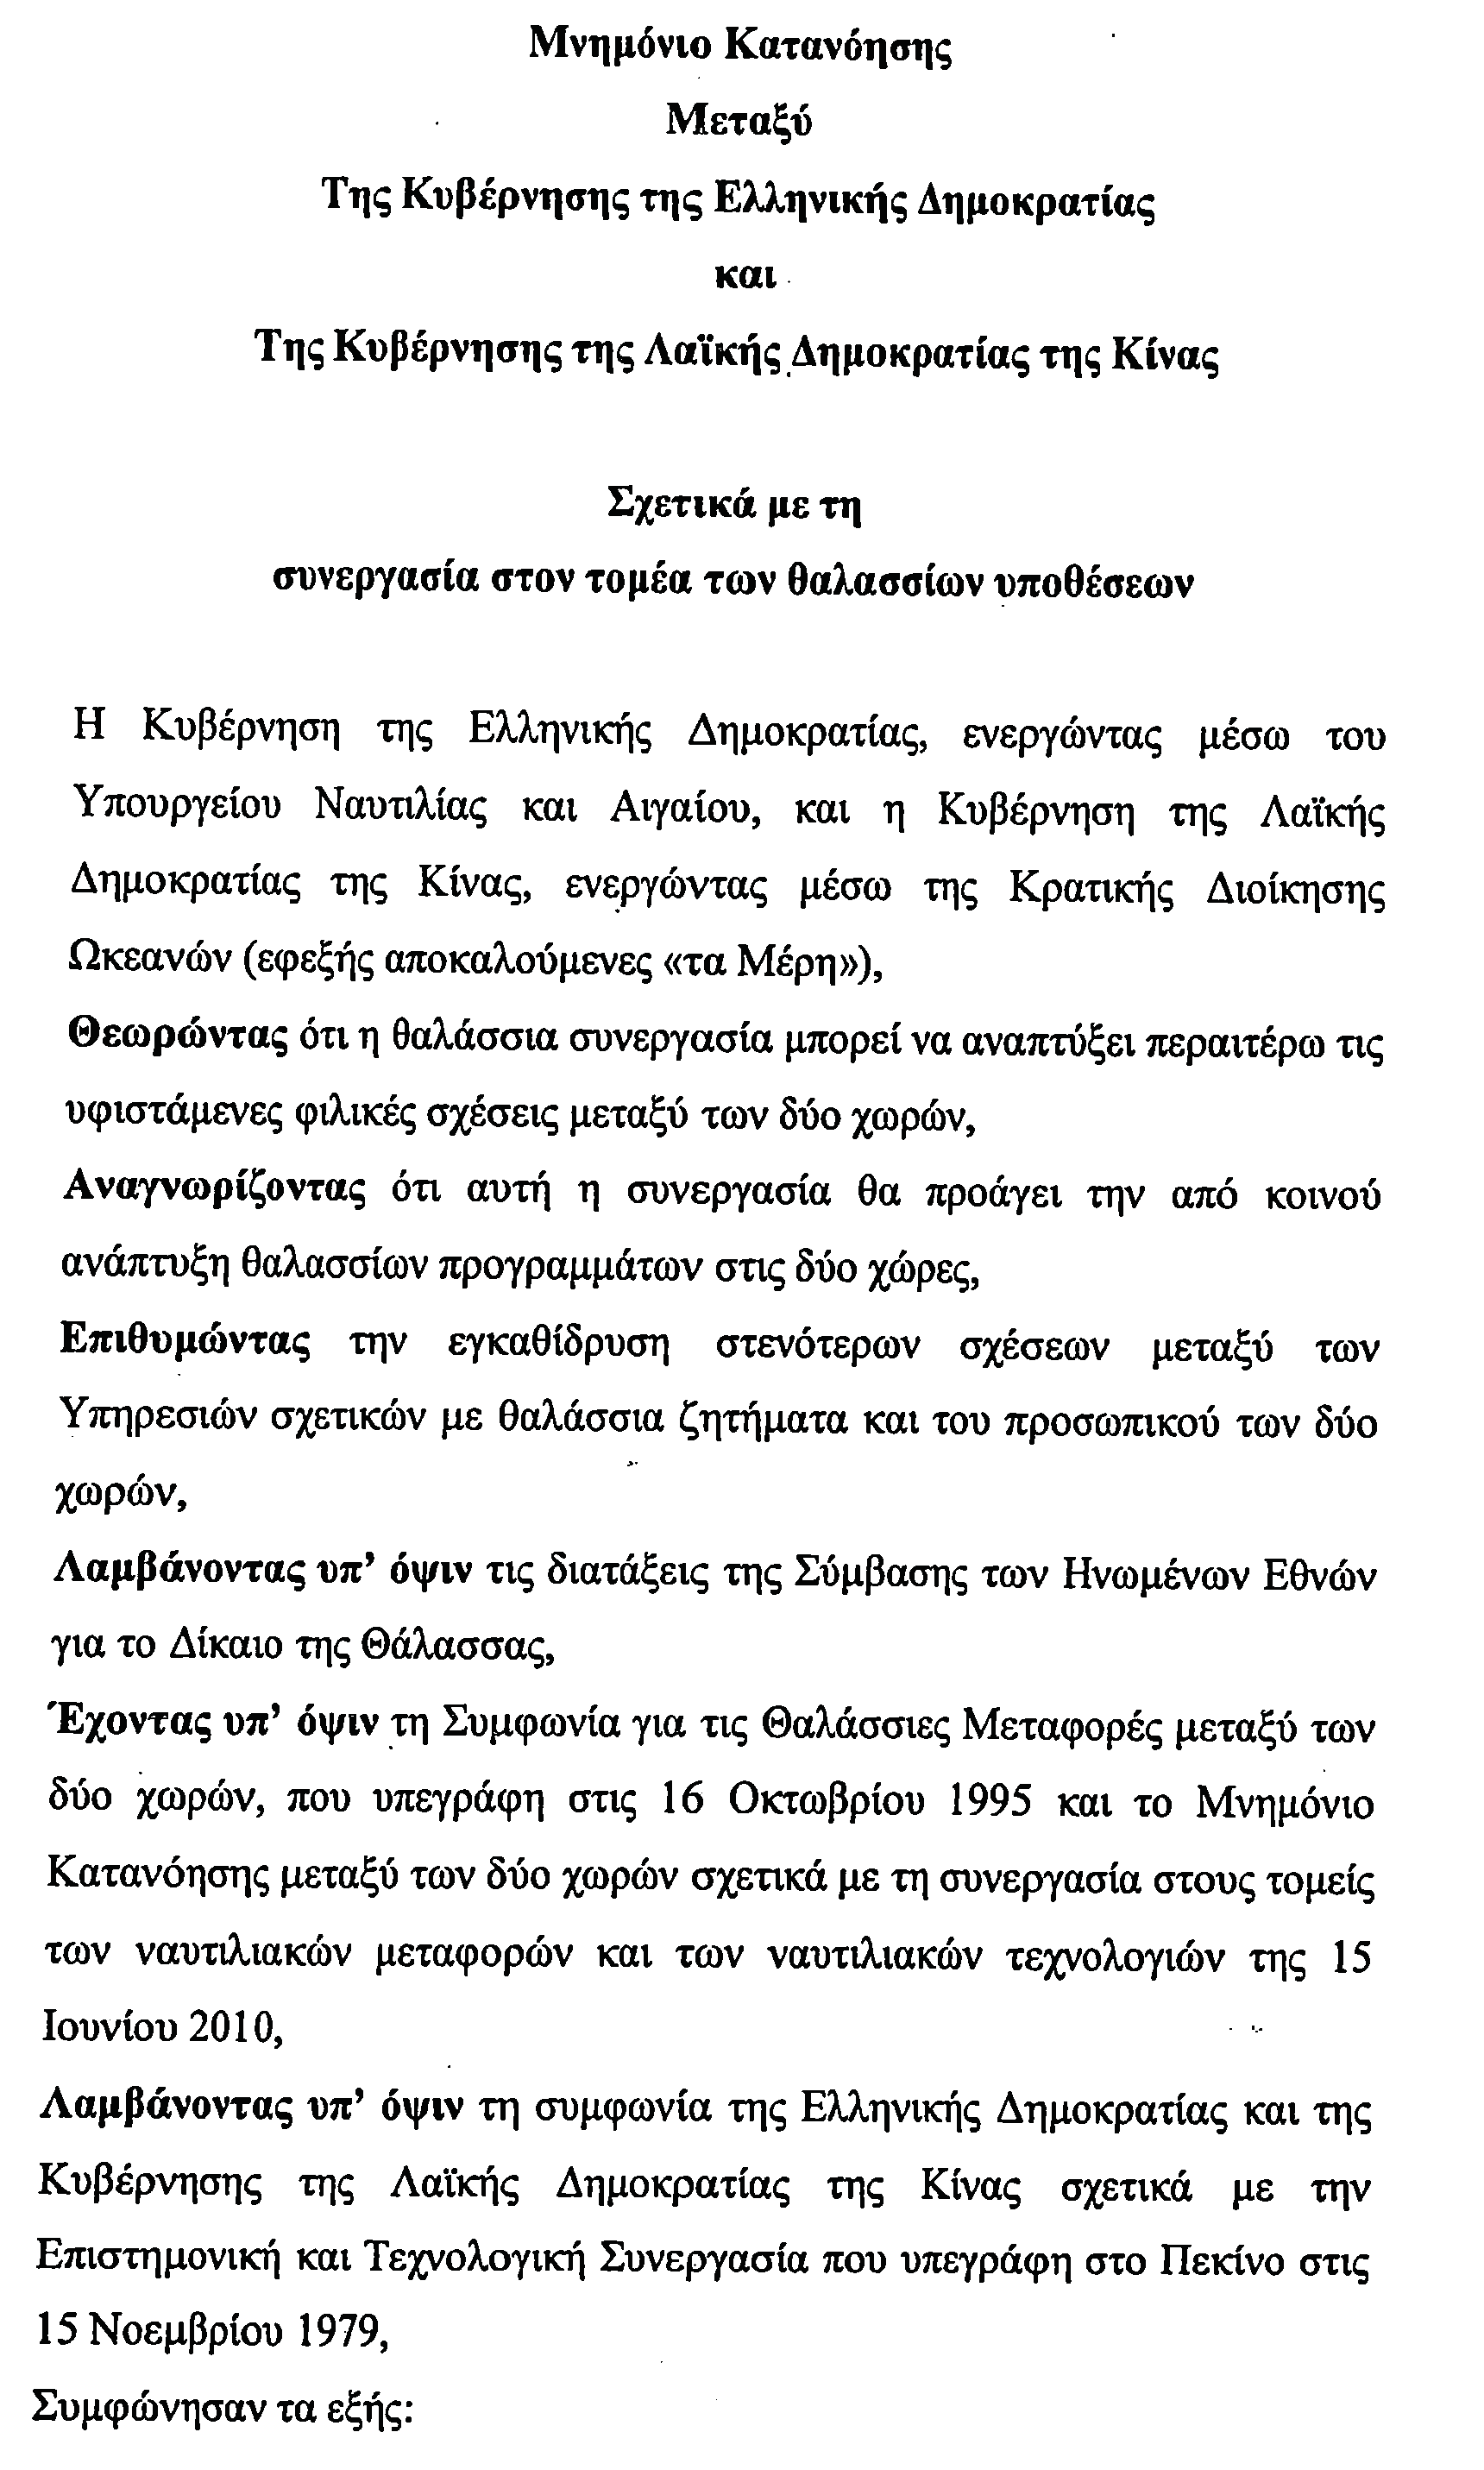 Μνημόνιο Κατανόησης
Μεταξύ
Της Κυβέρνησης της Ελληνικής Δημοκρατίας
και
Της Κυβέρνησης της Λαϊκής Δημοκρατίας της Κίνας
Σχετικά με τη
συνεργασία στον τομέα των θαλασσίων υποθέσεων
Η Κυβέρνηση της Ελληνικής Δημοκρατίας, ενεργώντας μέσω του
Υπουργείου Ναυτιλίας και Αιγαίου, και η Κυβέρνηση της Λαϊκής
Δημοκρατίας της Κίνας, ενεργώντας μέσω της Κρατικής Διοίκησης
Ωκεανών (εφεξής αποκαλούμενες «τα Μέρη»),
Θεωρώντας ότι η θαλάσσια συνεργασία μπορεί να αναπτύξει περαιτέρω τις
υφιστάμενες φιλικές σχέσεις μεταξύ των δύο χωρών,
Αναγνωρίζοντας ότι αυτή η συνεργασία θα προάγει την από κοινού
ανάπτυξη θαλασσίων προγραμμάτων στις δύο χώρες,
Επιθυμώντας την εγκαθίδρυση στενότερων σχέσεων μεταξύ των
Υπηρεσιών σχετικών με θαλάσσια ζητήματα και του προσωπικού των δύο
χωρών,
Λαμβάνοντας υπ’ όψιν τις διατάξεις της Σύμβασης των Ηνωμένων Εθνών
για το Δίκαιο της Θάλασσας,
Έχοντας υπ’ όψιν τη Συμφωνία για τις Θαλάσσιες Μεταφορές μεταξύ των
δύο χωρών, που υπεγράφη στις 16 Οκτωβρίου 1995 και το Μνημόνιο
Κατανόησης μεταξύ των δύο χωρών σχετικά με τη συνεργασία στους τομείς
των ναυτιλιακών μεταφορών και των ναυτιλιακών τεχνολογιών της 15
Ιουνίου 2010,
Λαμβάνοντας υπ’ όψιν τη συμφωνία της Ελληνικής Δημοκρατίας και της
Κυβέρνησης της Λαϊκής Δημοκρατίας της Κίνας σχετικά με την
Επιστημονική και Τεχνολογική Συνεργασία που υπεγράφη στο Πεκίνο στις
15 Νοεμβρίου 1979,
Συμφώνησαν τα εξής: